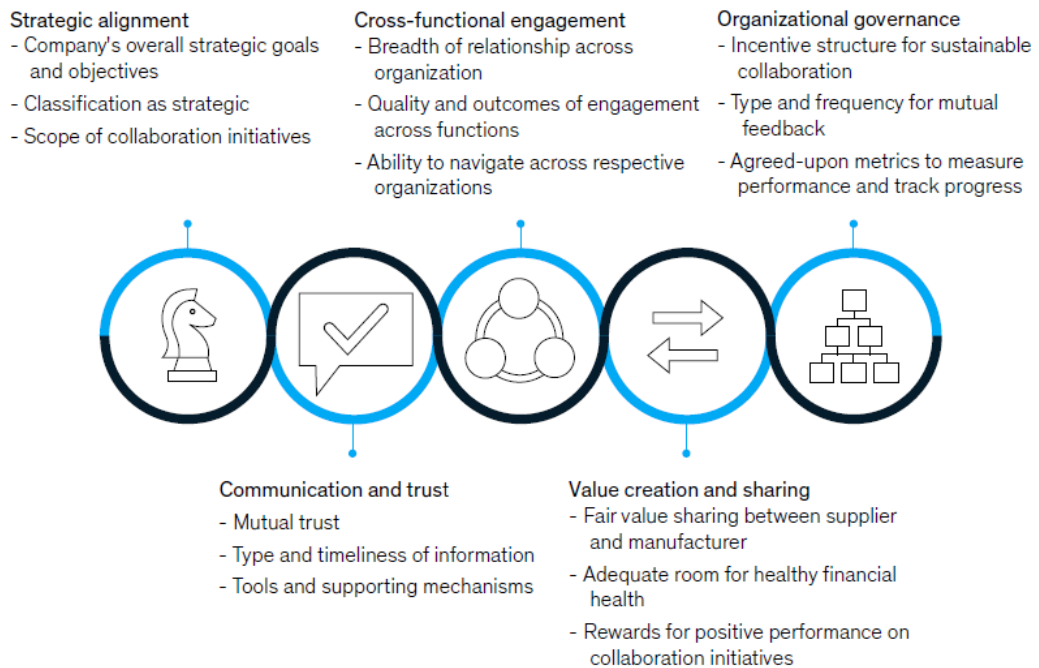 Strategic alignment
- Company's overall strategic goals
and objectives
- Classification as strategic
- Scope of collaboration initiatives
Cross-functional engagement
- Breadth of relationship across
organization
- Quality and outcomes of engagement
across functions
- Ability to navigate across respective
organizations
Organizational governance
- Incentive structure for sustainable
collaboration
- Type and frequency for mutual
feedback
- Agreed-upon metrics to measure
performance and track progress
Communication and trust
- Mutual trust
- Type and timeliness of information
- Tools and supporting mechanisms
Value creation and sharing
- Fair value sharing between supplier
and manufacturer
- Adequate room for healthy financial
health
- Rewards for positive performance on
collaboration initiatives